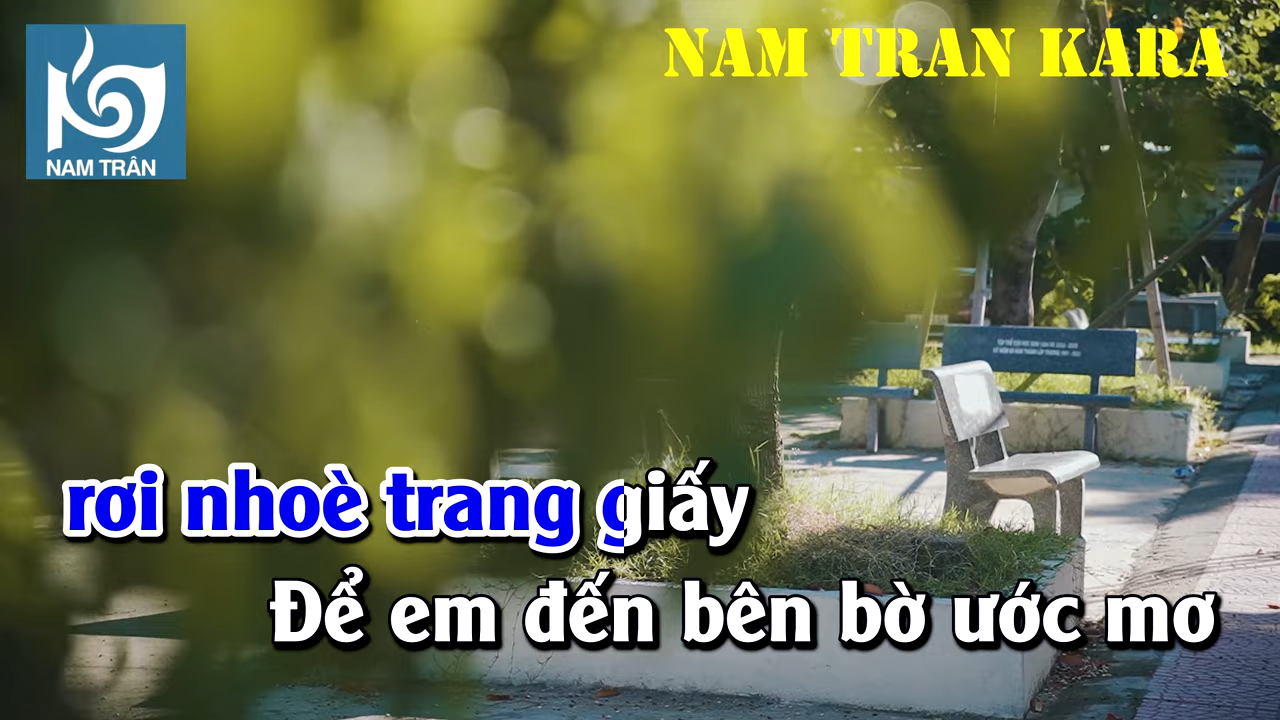 NAM TRAN KARA
NAM TRÂN
rơi nhoè trang giấy
Để em đến bên bờ ước mơ